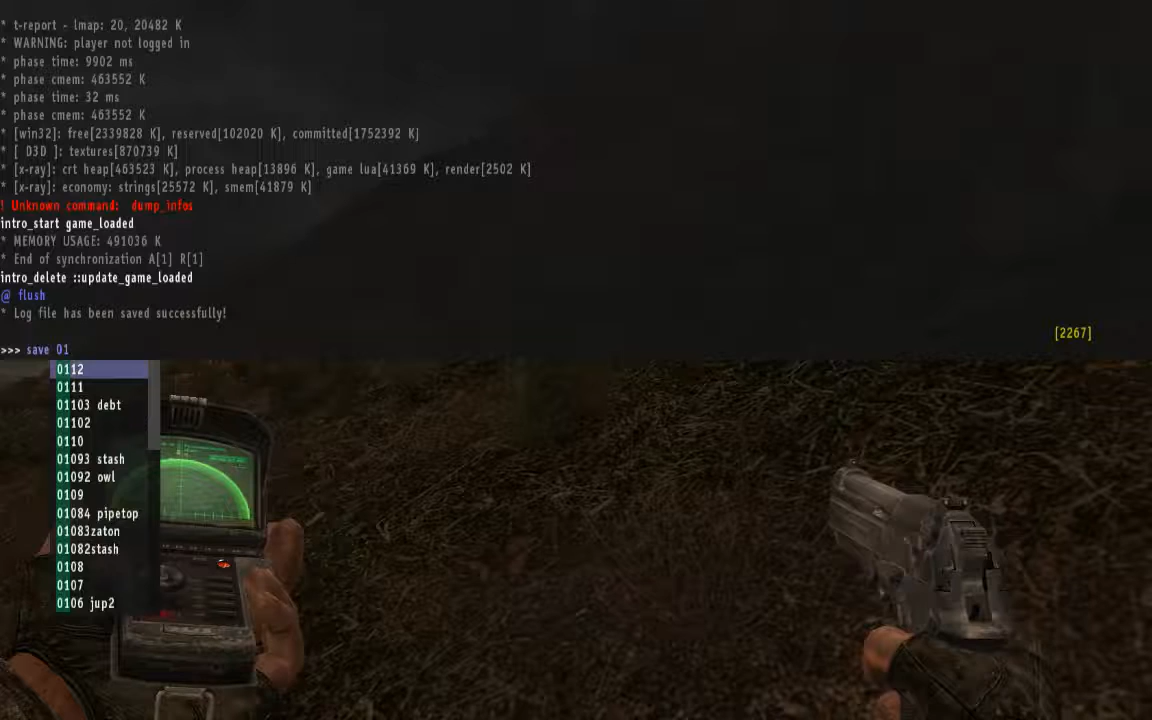 * t-report - lmap: 20, 20482 K
* WARNING: player not logged in
* phase time: 9902 ms
* phase cmem: 463552 K
* phase time: 32 ms
* phase cmem: 463552 K
* [win32]: free[2339828 K], reserved[102020 K], committed[1752392 K]
* [ D3D ]: textures[870739 K]
* [x-ray]: crt heap[463523 K], process heap[13896 K], game lua[41369 K], render[2502 K]
* [x-ray]: economy: strings[25572 K], smem[41879 K]
! Unknown command:  dump_infos
intro_start game_loaded
* MEMORY USAGE: 491036 K
* End of synchronization A[1] R[1]
intro_delete ::update_game_loaded
@ flush
* Log file has been saved successfully!
[2267]
>>> save 01
0112
0111
01103 debt
01102
0110
01093 stash
01092 owl
0109
01084 pipetop
01083zaton
01082stash
0108
0107
0106 jup2